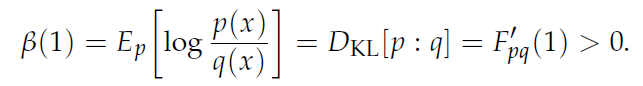 β(1) = E_p[log p(x)/q(x)] = D_KL[p : q] = F′_pq(1) > 0.